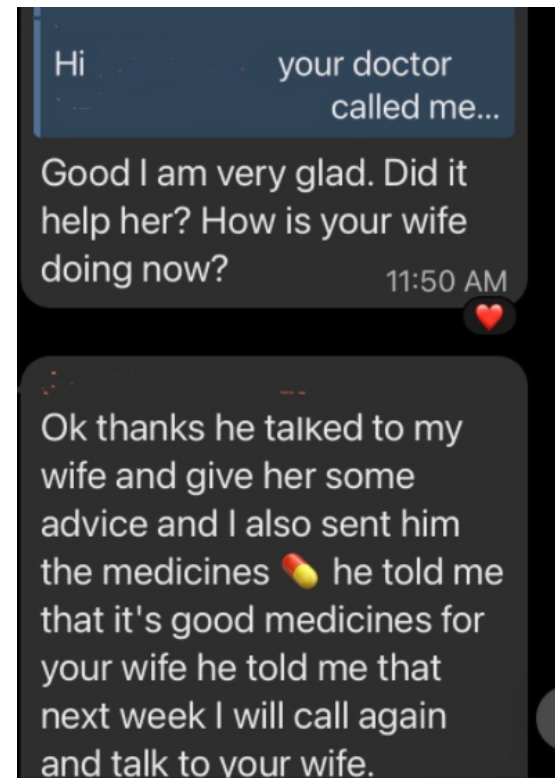 Hi your doctor
called me...
Good I am very glad. Did it
help her? How is your wife
doing now?
11:50 AM
Ok thanks he talked to my
wife and give her some
advice and I also sent him
the medicines 💊 he told me
that it's good medicines for
your wife he told me that
next week I will call again
and talk to your wife.